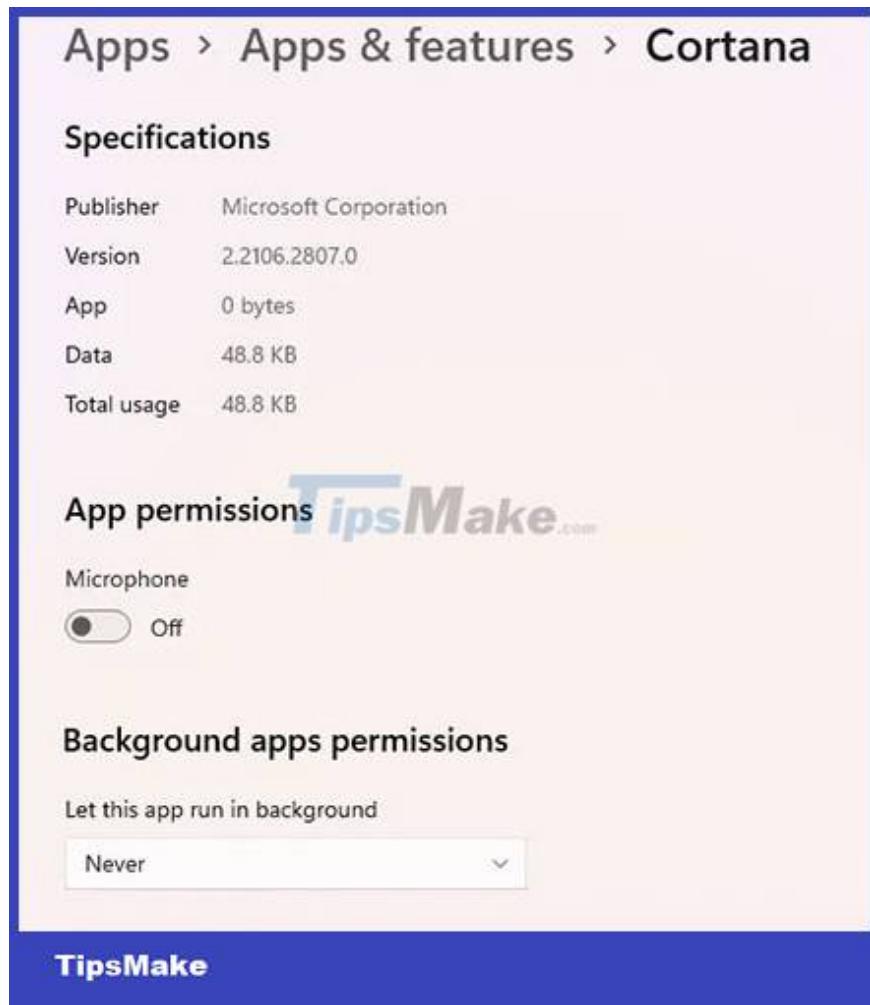 Apps > Apps & features > Cortana
Specifications
Publisher Microsoft Corporation
Version 2.2106.2807.0
App 0 bytes
Data 48.8 KB
Total usage 48.8 KB
App permissions
TipsMake.com
Microphone
Off
Background apps permissions
Let this app run in background
Never
TipsMake